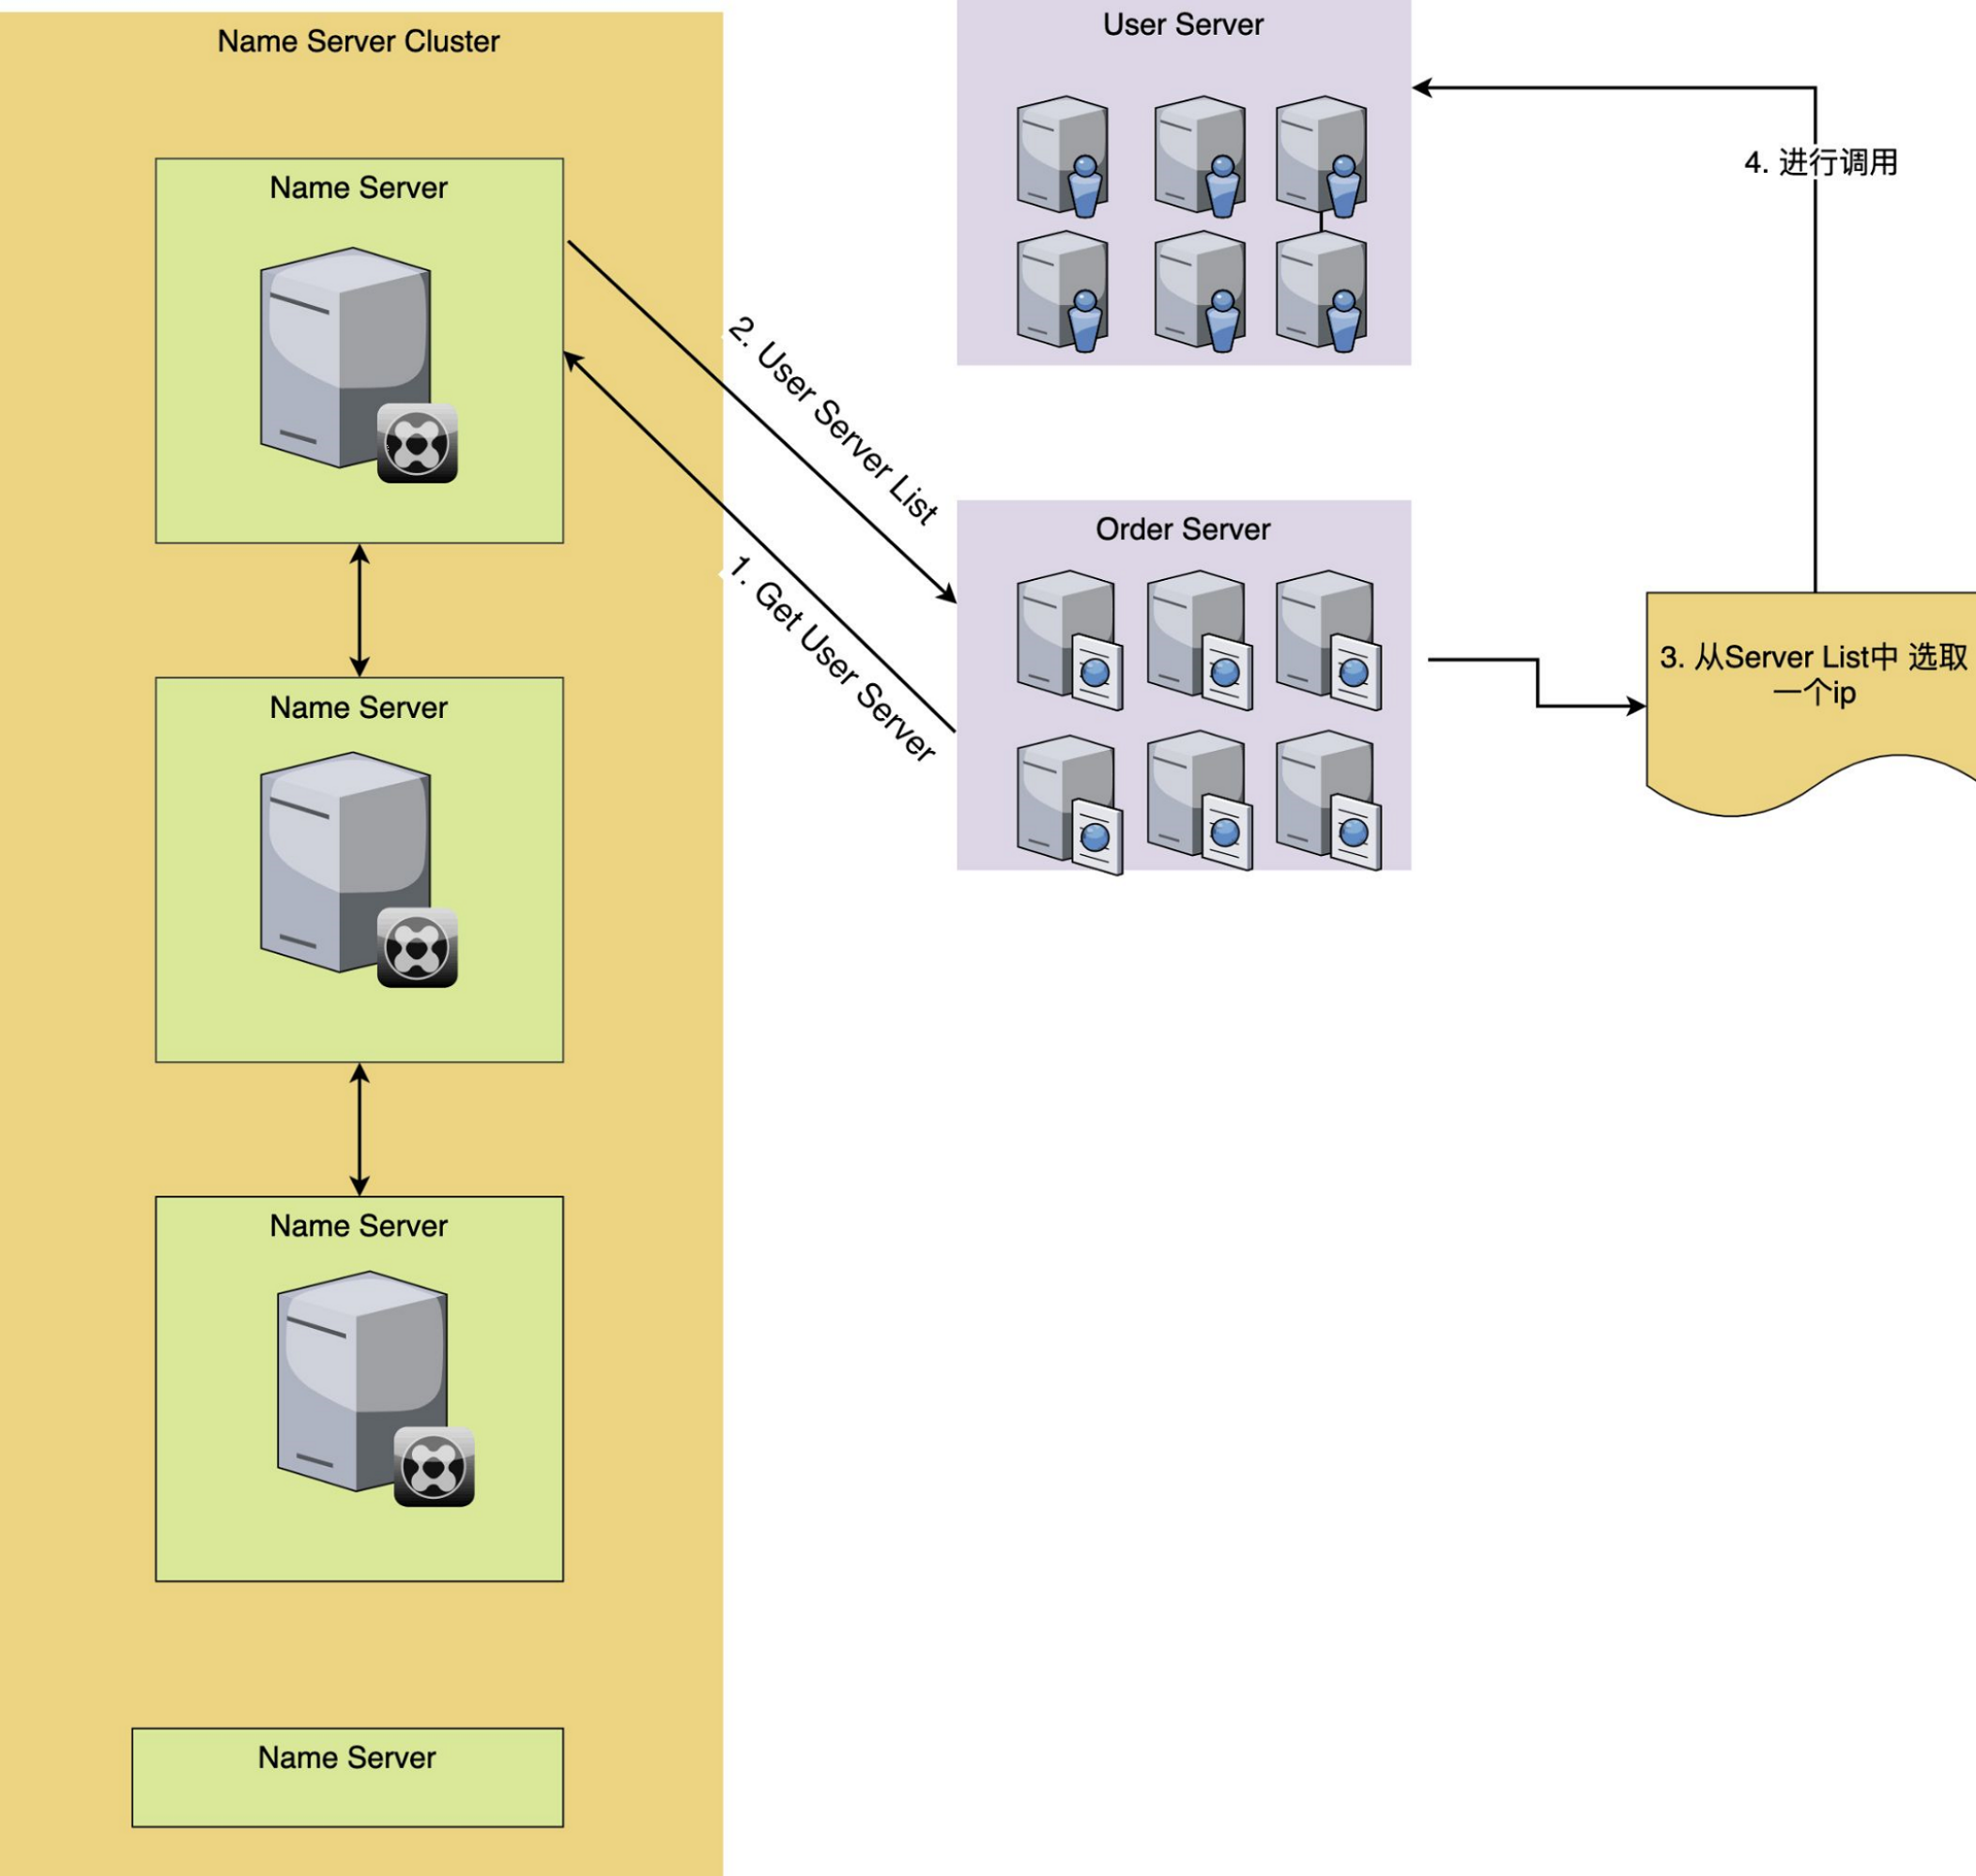 Name Server Cluster
Name Server
Name Server
Name Server
Name Server
2. User Server List
1. Get User Server
User Server
Order Server
3. 从Server List中 选取
一个ip
4. 进行调用